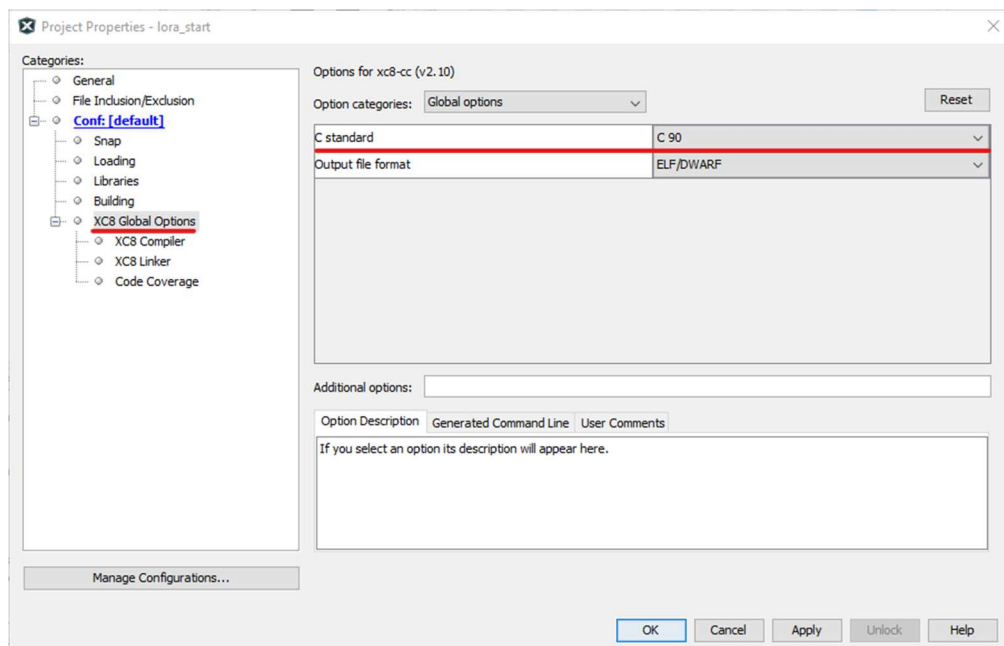 Project Properties - lora_start
Categories:
General
File Inclusion/Exclusion
Conf: [default]
Snap
Loading
Libraries
Building
XC8 Global Options
XC8 Compiler
XC8 Linker
Code Coverage
Manage Configurations...
Options for xc8-cc (v2.10)
Option categories: Global options
Reset
C standard C 90
Output file format ELF/DWARF
Additional options:
Option Description Generated Command Line User Comments
If you select an option its description will appear here.
OK Cancel Apply Unlock Help